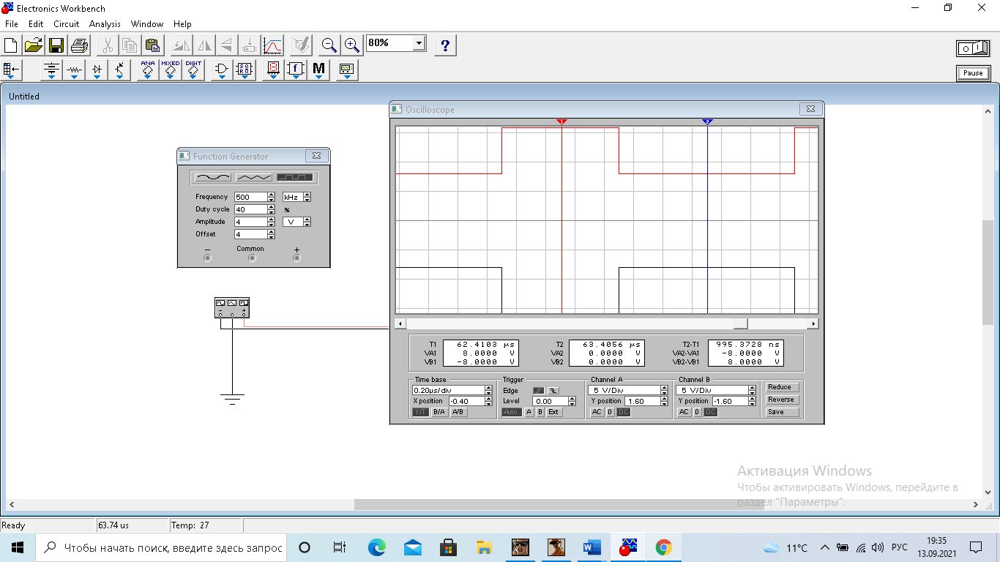 Electronics Workbench
File Edit Circuit Analysis Window Help
80% ?
ANA MIXED DIGIT f M
O I
Pause
Untitled
Function Generator
Frequency 500 kHz
Duty cycle 40 %
Amplitude 4 V
Offset 4
− Common +
Oscilloscope
1 2
T1 62.4103 µs T2 63.4056 µs T2-T1 995.3728 ns
VA1 8.0000 V VA2 0.0000 V VA2-VA1 -8.0000 V
VB1 -8.0000 V VB2 0.0000 V VB2-VB1 8.0000 V
Time base Trigger Channel A Channel B Reduce
0.20µs/div Edge 5 V/Div 5 V/Div
X position -0.40 Level 0.00 Y position 1.60 Y position -1.60 Reverse
Y/T B/A A/B Auto A B Ext AC 0 DC AC 0 DC Save
Активация Windows
Чтобы активировать Windows, перейдите в
раздел "Параметры".
Ready 63.74 us Temp: 27
Чтобы начать поиск, введите здесь запрос
11°C РУС 19:35
13.09.2021